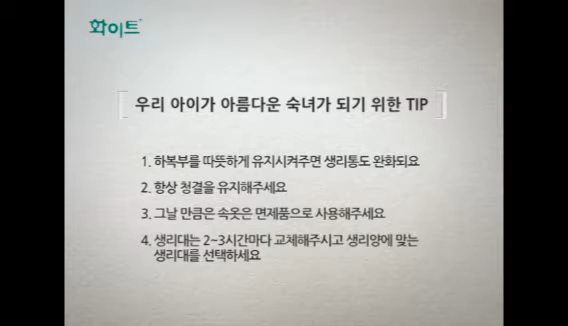 화이트
우리 아이가 아름다운 숙녀가 되기 위한 TIP
1. 하복부를 따뜻하게 유지시켜주면 생리통도 완화되요
2. 항상 청결을 유지해주세요
3. 그날 만큼은 속옷은 면제품으로 사용해주세요
4. 생리대는 2~3시간마다 교체해주시고 생리양에 맞는
생리대를 선택하세요